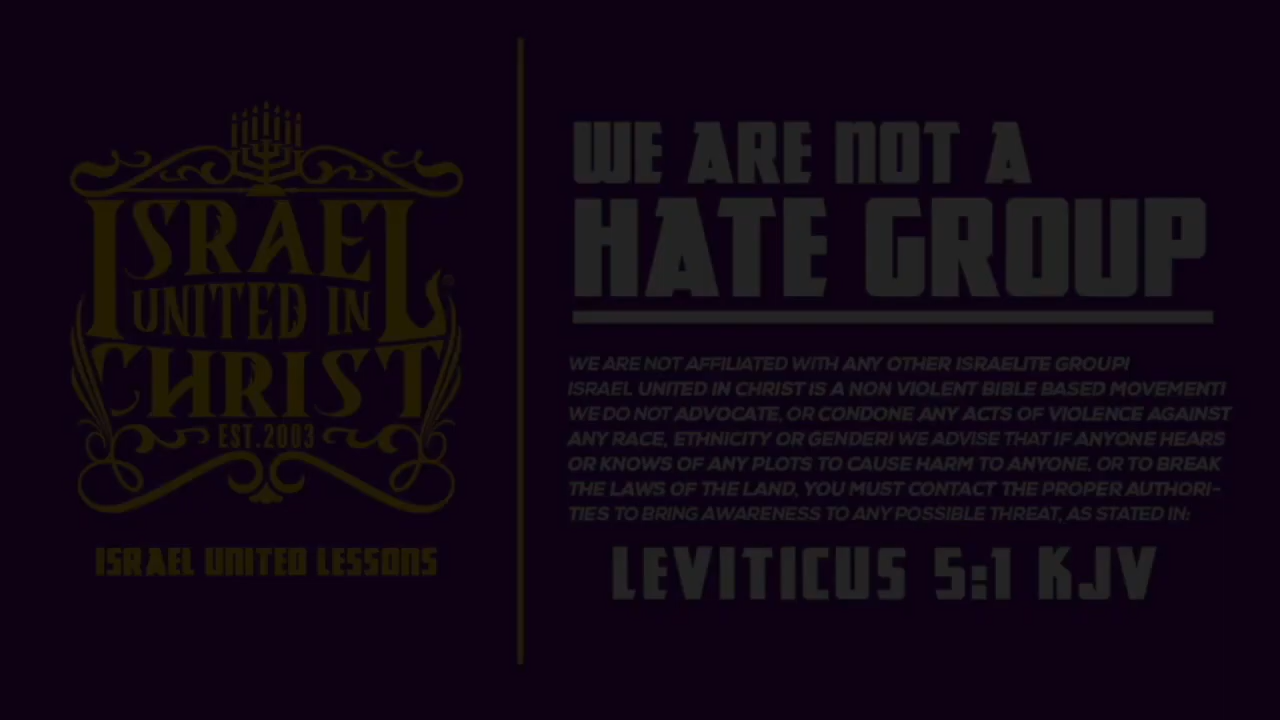 ISRAEL
UNITED IN
CHRIST
EST.2003
ISRAEL UNITED LESSONS
WE ARE NOT A
HATE GROUP
WE ARE NOT AFFILIATED WITH ANY OTHER ISRAELITE GROUP!
ISRAEL UNITED IN CHRIST IS A NON VIOLENT BIBLE BASED MOVEMENT!
WE DO NOT ADVOCATE, OR CONDONE ANY ACTS OF VIOLENCE AGAINST
ANY RACE, ETHNICITY OR GENDER! WE ADVISE THAT IF ANYONE HEARS
OR KNOWS OF ANY PLOTS TO CAUSE HARM TO ANYONE, OR TO BREAK
THE LAWS OF THE LAND, YOU MUST CONTACT THE PROPER AUTHORI-
TIES TO BRING AWARENESS TO ANY POSSIBLE THREAT, AS STATED IN:
LEVITICUS 5:1 KJV